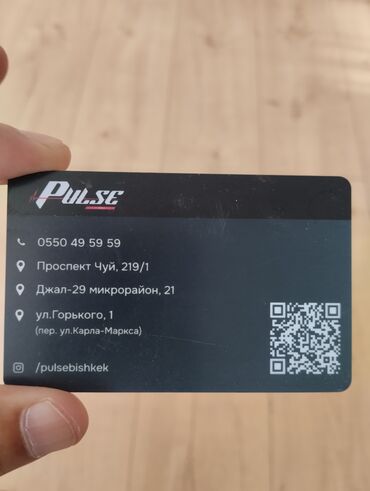 PULSE
0550 49 59 59
Проспект Чуй, 219/1
Джал-29 микрорайон, 21
ул.Горького, 1
(пер. ул.Карла-Маркса)
/pulsebishkek